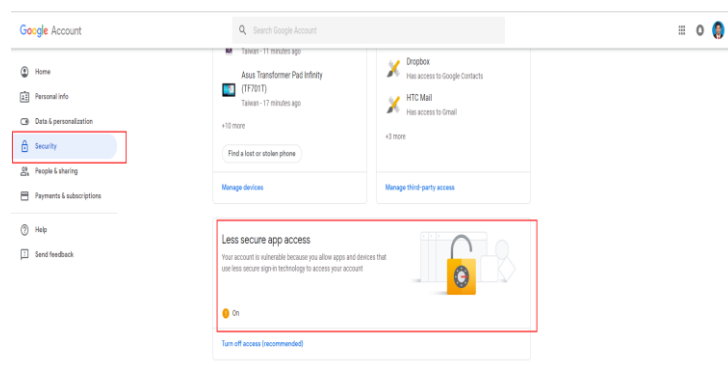 Google Account
Search Google Account
Home
Personal info
Data & personalization
Security
People & sharing
Payments & subscriptions
Help
Send feedback
Taiwan - 11 minutes ago
Asus Transformer Pad Infinity
(TF701T)
Taiwan - 17 minutes ago
+10 more
Find a lost or stolen phone
Manage devices
Dropbox
Has access to Google Contacts
HTC Mail
Has access to Gmail
+3 more
Manage third-party access
Less secure app access
Your account is vulnerable because you allow apps and devices that
use less secure sign-in technology to access your account
On
Turn off access (recommended)